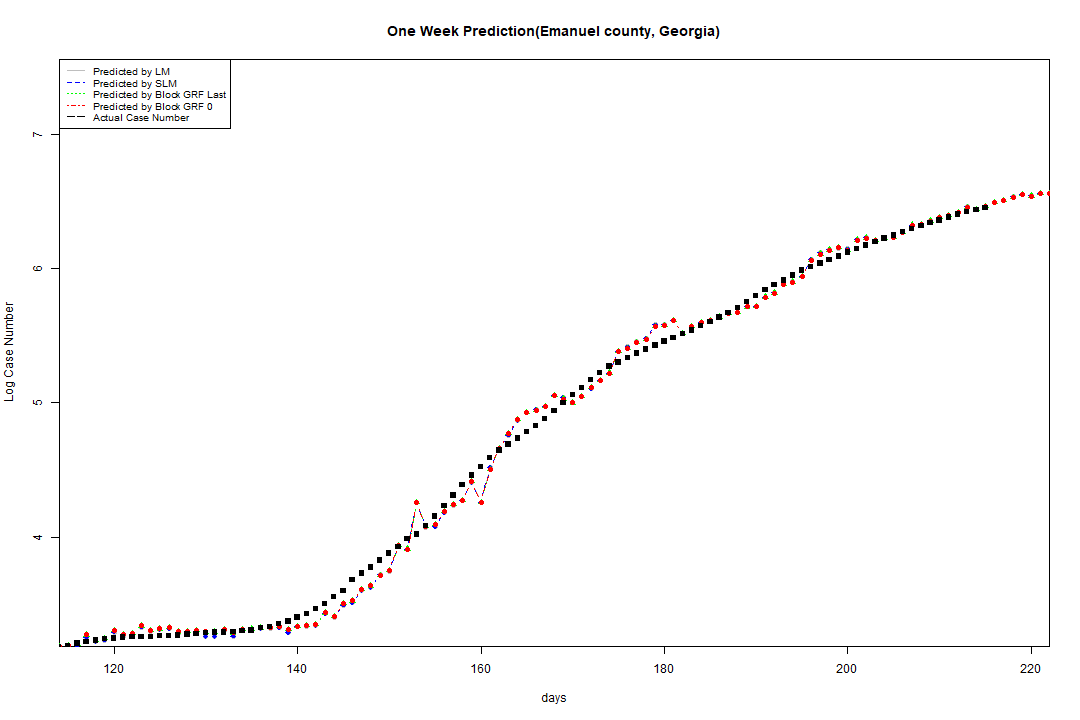 One Week Prediction(Emanuel county, Georgia)
Predicted by LM
Predicted by SLM
Predicted by Block GRF Last
Predicted by Block GRF 0
Actual Case Number
7
6
5
4
Log Case Number
120 140 160 180 200 220
days